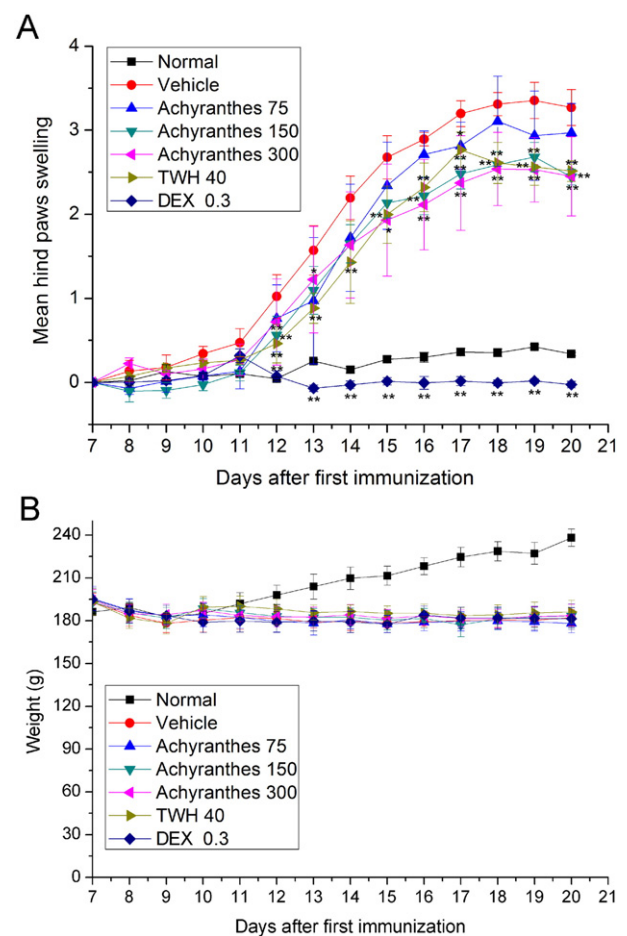 A
Normal
Vehicle
Achyranthes 75
Achyranthes 150
Achyranthes 300
TWH 40
DEX 0.3
Mean hind paws swelling
4
3
2
1
0
7 8 9 10 11 12 13 14 15 16 17 18 19 20 21
Days after first immunization
B
240
210
180
150
120
90
60
30
0
Weight (g)
Normal
Vehicle
Achyranthes 75
Achyranthes 150
Achyranthes 300
TWH 40
DEX 0.3
7 8 9 10 11 12 13 14 15 16 17 18 19 20 21
Days after first immunization